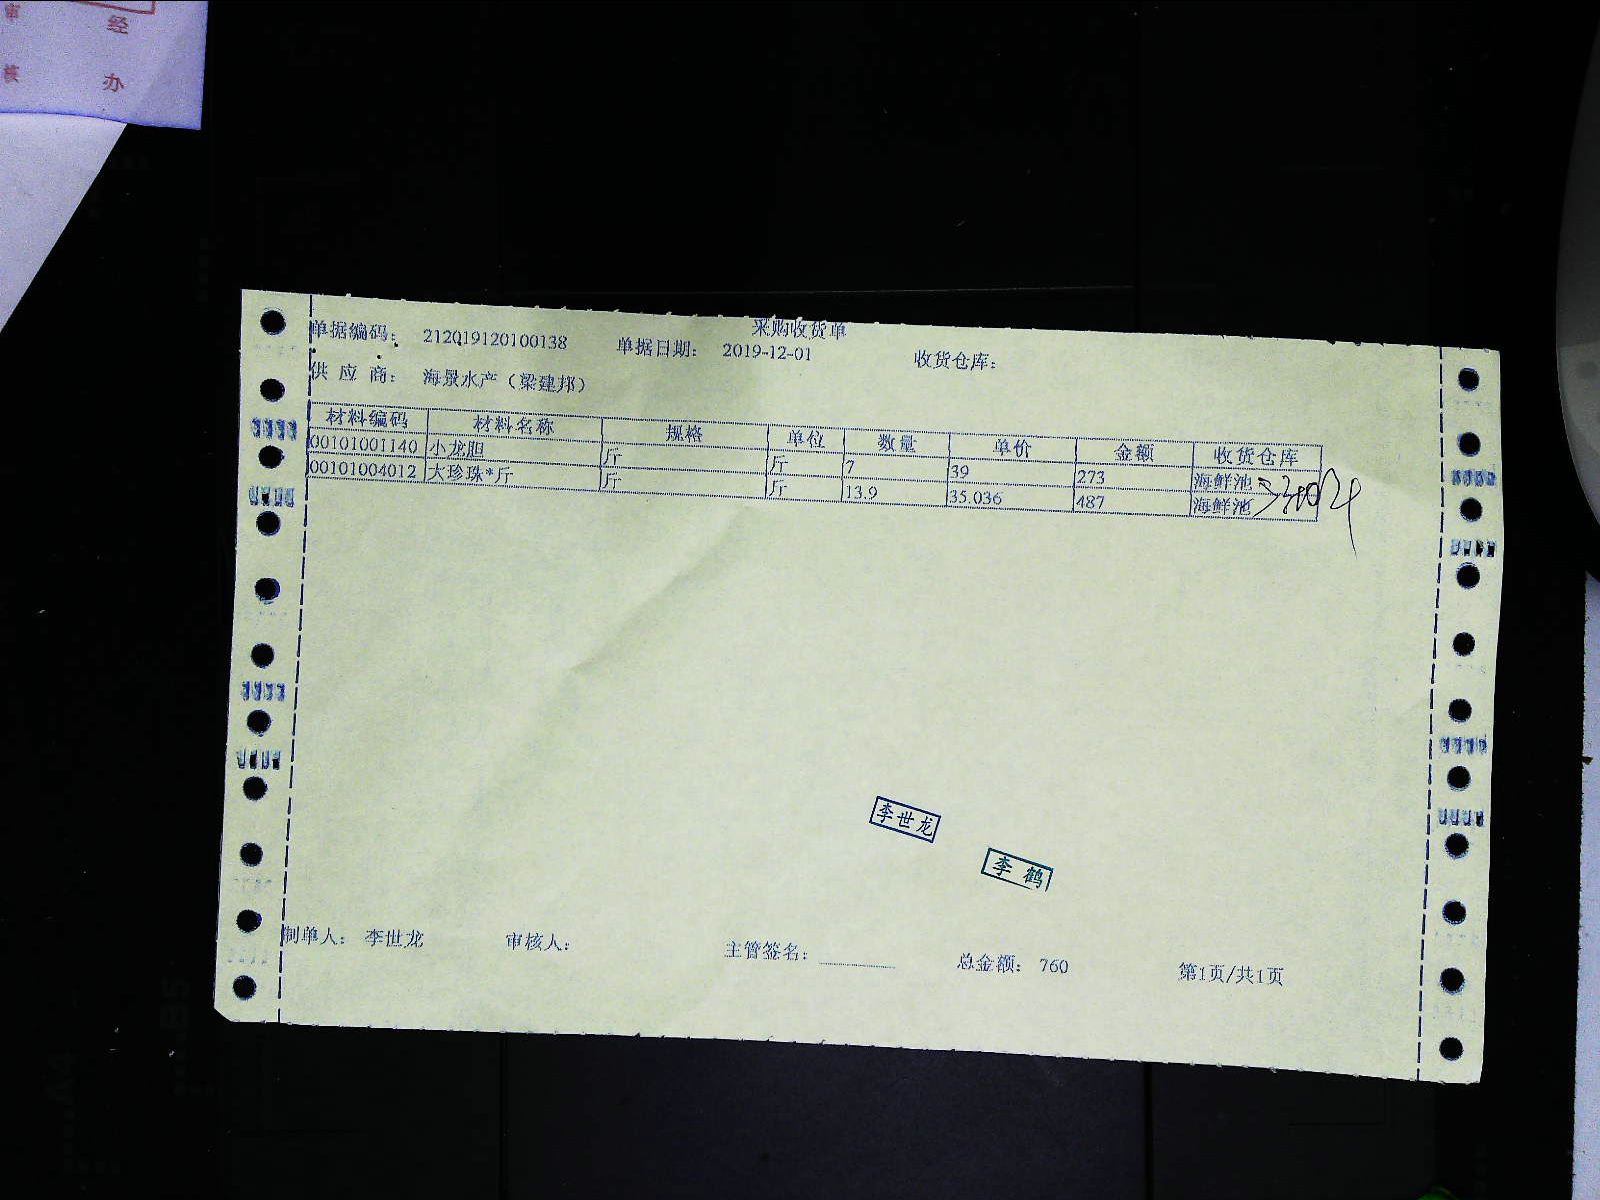 审 经
核 办
采购收货单
单据编码: 212019120100138 单据日期: 2019-12-01 收货仓库:
供 应 商: 海景水产（梁建邦）
材料编码 材料名称 规格 单位 数量 单价 金额 收货仓库
00101001140 小龙胆 斤 斤 7 39 273 海鲜池
00101004012 大珍珠*斤 斤 斤 13.9 35.036 487 海鲜池
李世龙
李鹤
制单人: 李世龙 审核人: 主管签名: 总金额: 760 第1页/共1页